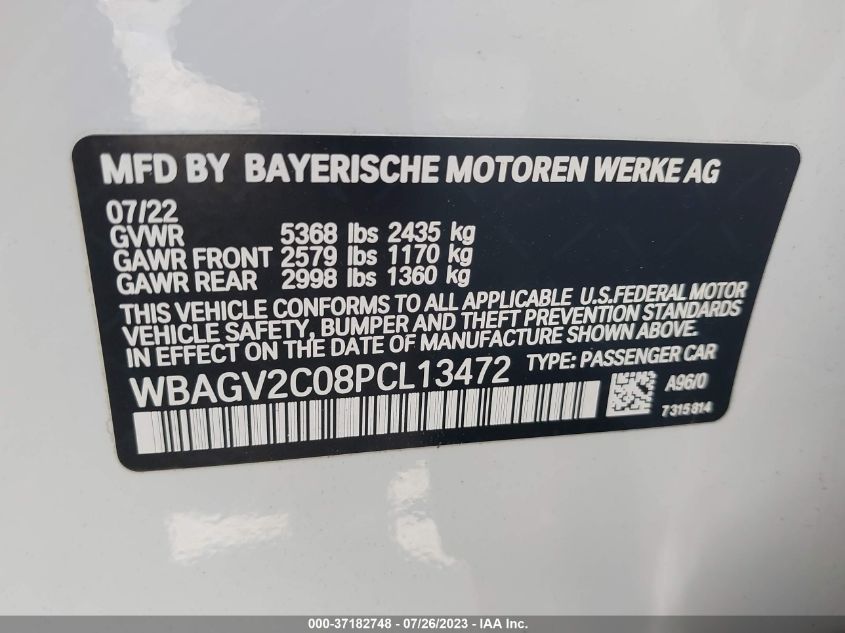 MFD BY BAYERISCHE MOTOREN WERKE AG
07/22
GVWR 5368 lbs 2435 kg
GAWR FRONT 2579 lbs 1170 kg
GAWR REAR 2998 lbs 1360 kg
THIS VEHICLE CONFORMS TO ALL APPLICABLE U.S.FEDERAL MOTOR
VEHICLE SAFETY, BUMPER AND THEFT PREVENTION STANDARDS
IN EFFECT ON THE DATE OF MANUFACTURE SHOWN ABOVE.
WBAGV2C08PCL13472 TYPE: PASSENGER CAR
A96/0
7315814
000-37182748 - 07/26/2023 - IAA Inc.